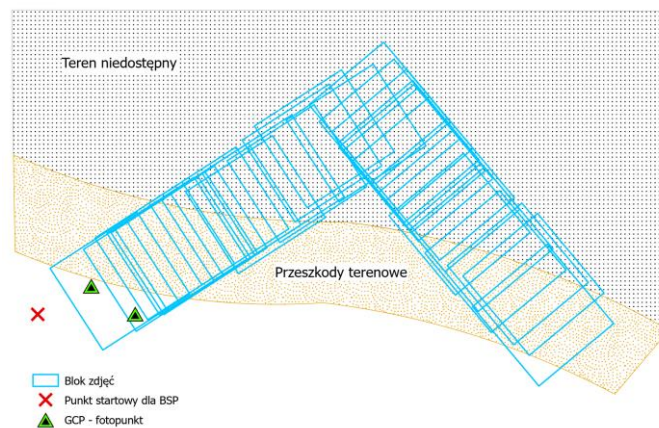 Teren niedostępny
Przeszkody terenowe
Blok zdjęć
Punkt startowy dla BSP
GCP - fotopunkt